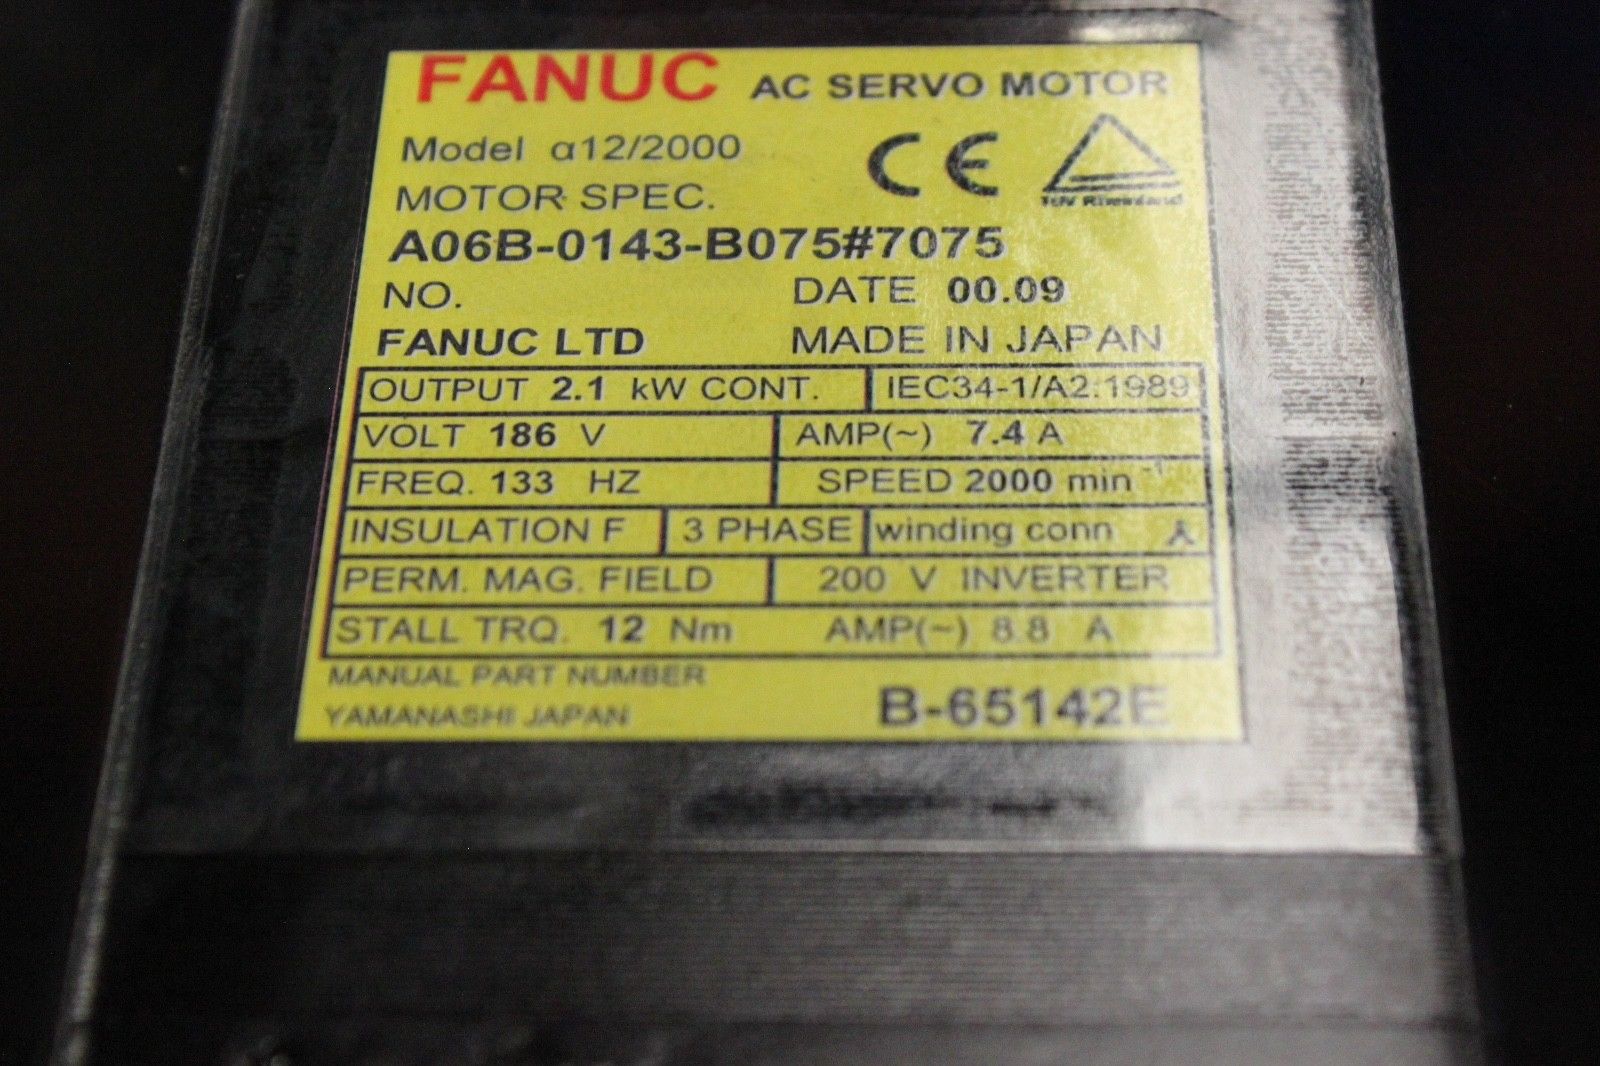 FANUC AC SERVO MOTOR
Model α12/2000
CE
TÜV Rheinland
MOTOR SPEC.
A06B-0143-B075#7075
NO. DATE 00.09
FANUC LTD MADE IN JAPAN
OUTPUT 2.1 kW CONT. IEC34-1/A2:1989
VOLT 186 V AMP(~) 7.4 A
FREQ. 133 HZ SPEED 2000 min⁻¹
INSULATION F 3 PHASE winding conn
PERM. MAG. FIELD 200 V INVERTER
STALL TRQ. 12 Nm AMP(~) 8.8 A
MANUAL PART NUMBER
YAMANASHI JAPAN B-65142E